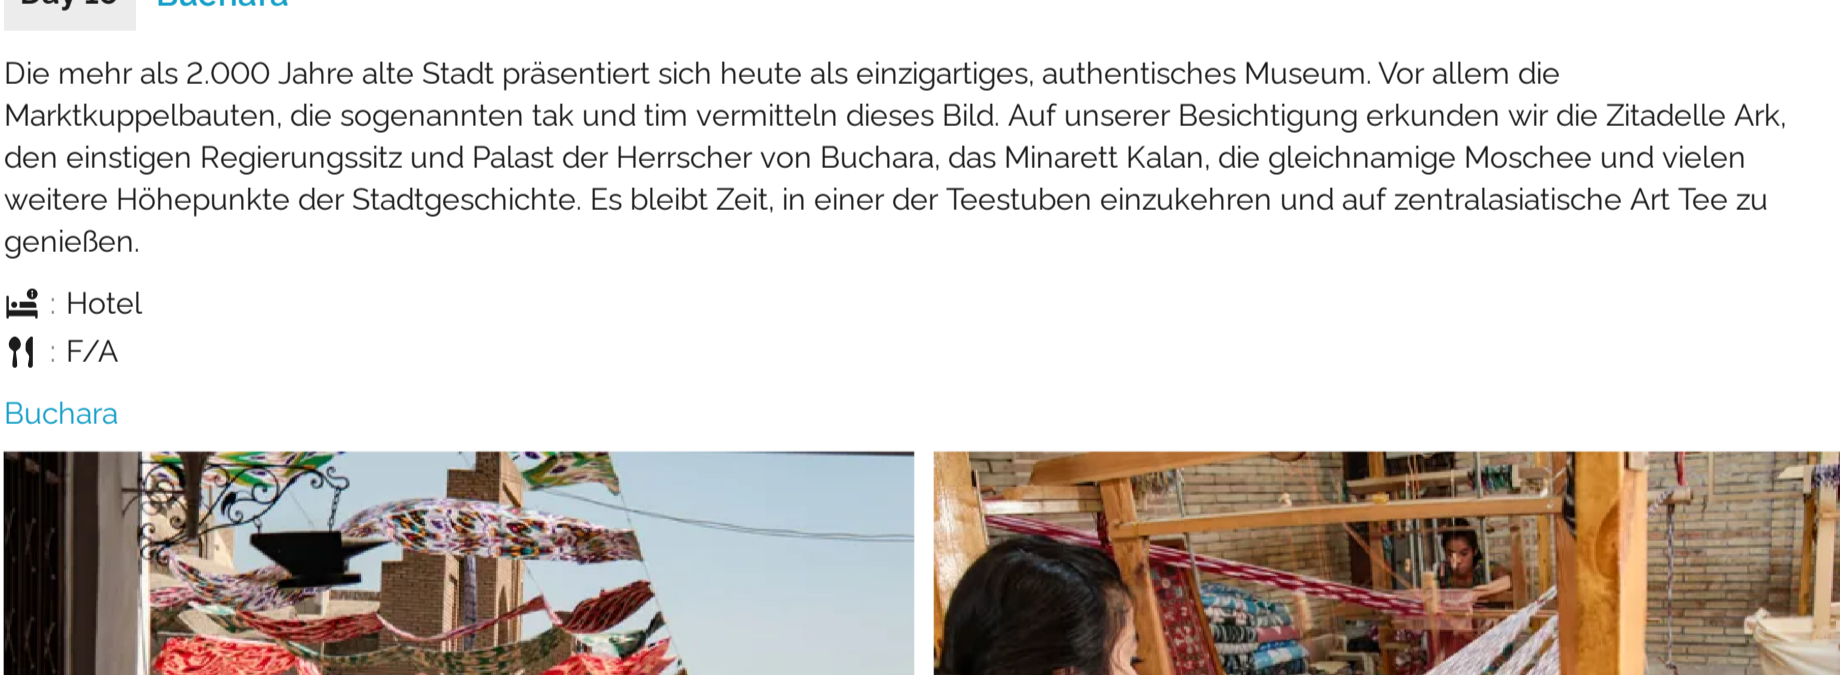 Buchara
Die mehr als 2.000 Jahre alte Stadt präsentiert sich heute als einzigartiges, authentisches Museum. Vor allem die
Marktkuppelbauten, die sogenannten tak und tim vermitteln dieses Bild. Auf unserer Besichtigung erkunden wir die Zitadelle Ark,
den einstigen Regierungssitz und Palast der Herrscher von Buchara, das Minarett Kalan, die gleichnamige Moschee und vielen
weitere Höhepunkte der Stadtgeschichte. Es bleibt Zeit, in einer der Teestuben einzukehren und auf zentralasiatische Art Tee zu
genießen.
: Hotel
: F/A
Buchara